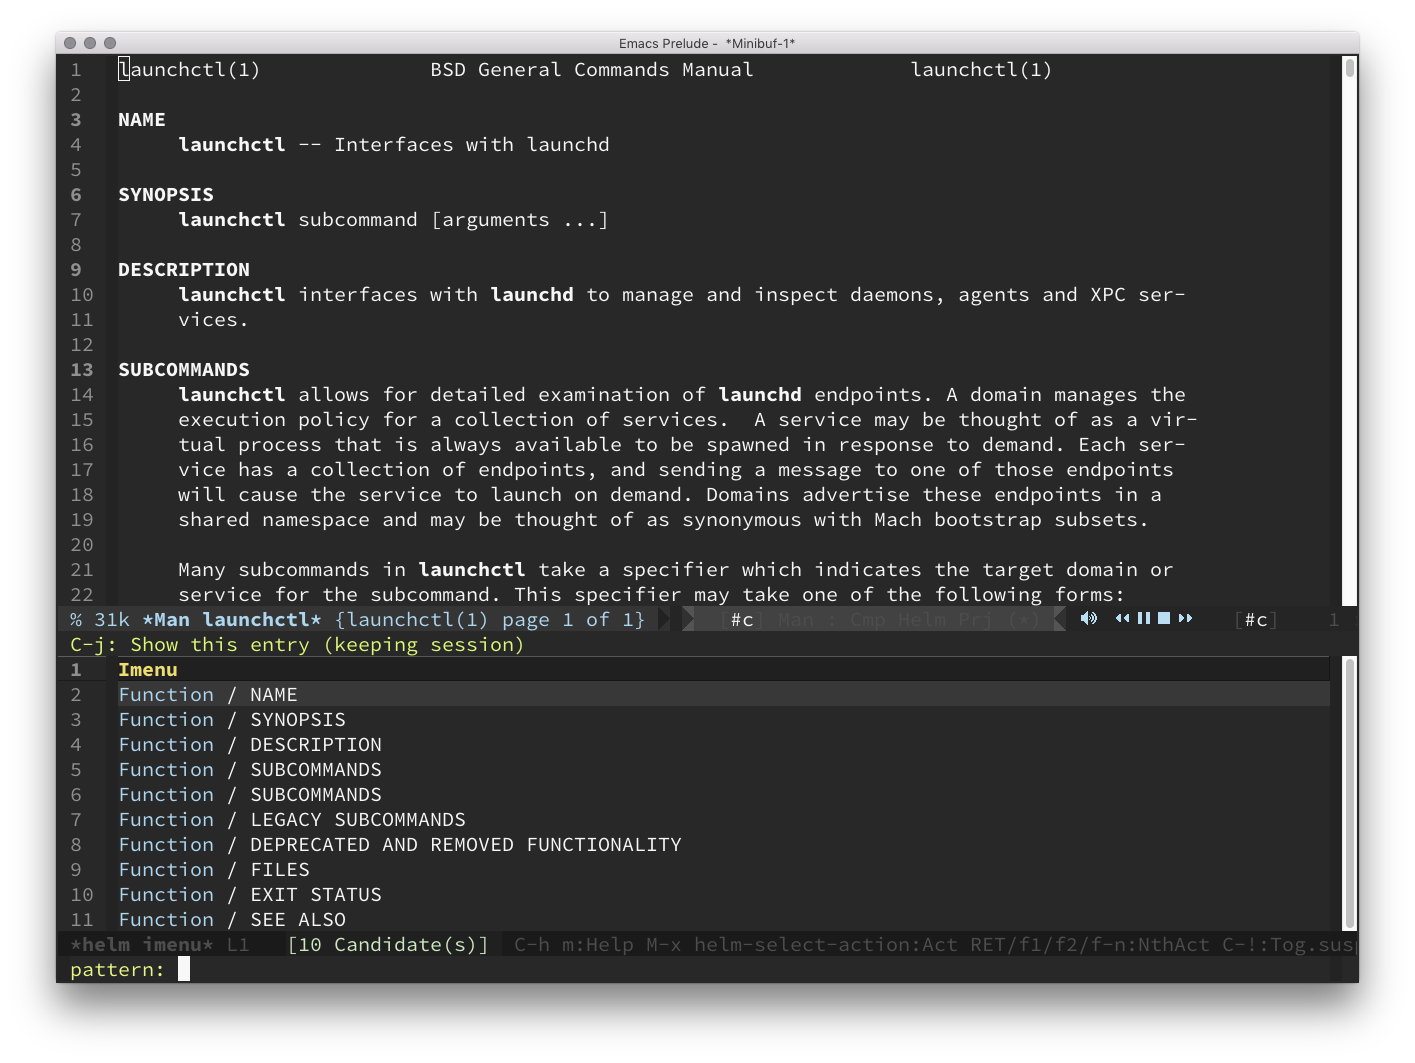 Emacs Prelude - *Minibuf-1*
1 launchctl(1) BSD General Commands Manual launchctl(1)
2
3 NAME
4 launchctl -- Interfaces with launchd
5
6 SYNOPSIS
7 launchctl subcommand [arguments ...]
8
9 DESCRIPTION
10 launchctl interfaces with launchd to manage and inspect daemons, agents and XPC ser-
11 vices.
12
13 SUBCOMMANDS
14 launchctl allows for detailed examination of launchd endpoints. A domain manages the
15 execution policy for a collection of services.  A service may be thought of as a vir-
16 tual process that is always available to be spawned in response to demand. Each ser-
17 vice has a collection of endpoints, and sending a message to one of those endpoints
18 will cause the service to launch on demand. Domains advertise these endpoints in a
19 shared namespace and may be thought of as synonymous with Mach bootstrap subsets.
20
21 Many subcommands in launchctl take a specifier which indicates the target domain or
22 service for the subcommand. This specifier may take one of the following forms:
% 31k *Man launchctl* {launchctl(1) page 1 of 1} [#c] Man : Cmp Helm Prj (•) [#c] 1
C-j: Show this entry (keeping session)
1 Imenu
2 Function / NAME
3 Function / SYNOPSIS
4 Function / DESCRIPTION
5 Function / SUBCOMMANDS
6 Function / SUBCOMMANDS
7 Function / LEGACY SUBCOMMANDS
8 Function / DEPRECATED AND REMOVED FUNCTIONALITY
9 Function / FILES
10 Function / EXIT STATUS
11 Function / SEE ALSO
*helm imenu* L1 [10 Candidate(s)] C-h m:Help M-x helm-select-action:Act RET/f1/f2/f-n:NthAct C-!:Tog.susp
pattern: